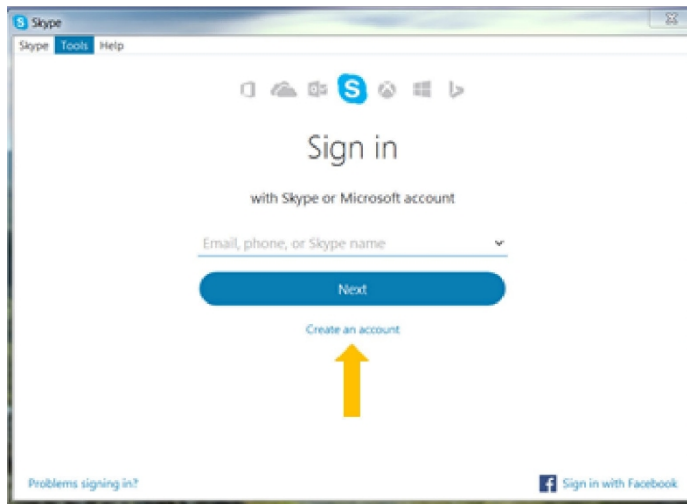 Skype
Skype Tools Help
Sign in
with Skype or Microsoft account
Email, phone, or Skype name
Next
Create an account
Problems signing in?
Sign in with Facebook